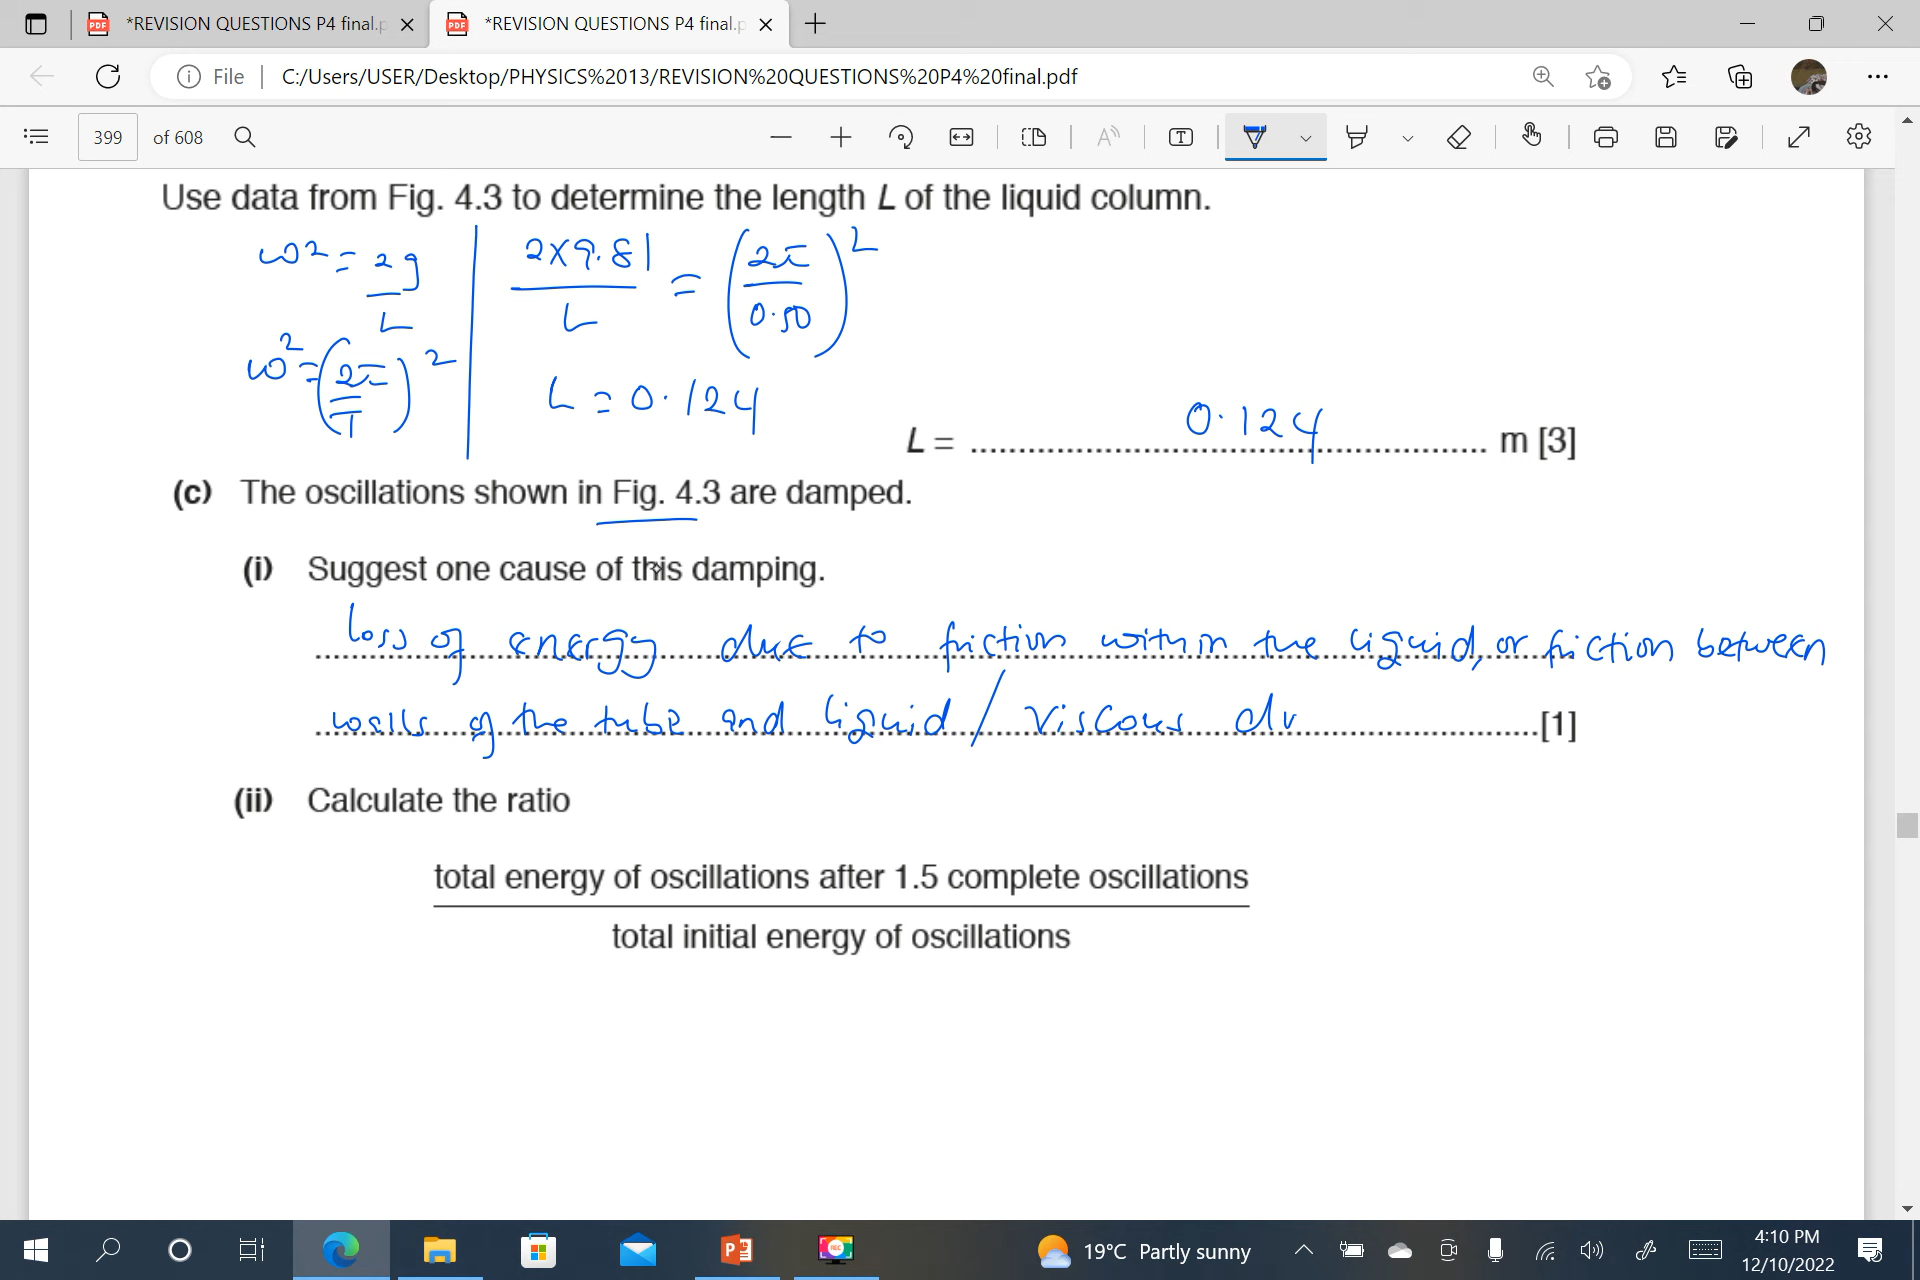 *REVISION QUESTIONS P4 final.p
*REVISION QUESTIONS P4 final.p
File
C:/Users/USER/Desktop/PHYSICS%2013/REVISION%20QUESTIONS%20P4%20final.pdf
399 of 608
Use data from Fig. 4.3 to determine the length L of the liquid column.
ω² = 2g/L
2×9.81/L = (2π/0.50)²
ω² = (2π/T)²
L = 0.124
L = 0.124 m [3]
(c) The oscillations shown in Fig. 4.3 are damped.
(i) Suggest one cause of this damping.
loss of energy due to friction within the liquid, or friction between
walls of the tube and liquid / viscous [1]
(ii) Calculate the ratio
total energy of oscillations after 1.5 complete oscillations
total initial energy of oscillations
19°C Partly sunny
4:10 PM
12/10/2022